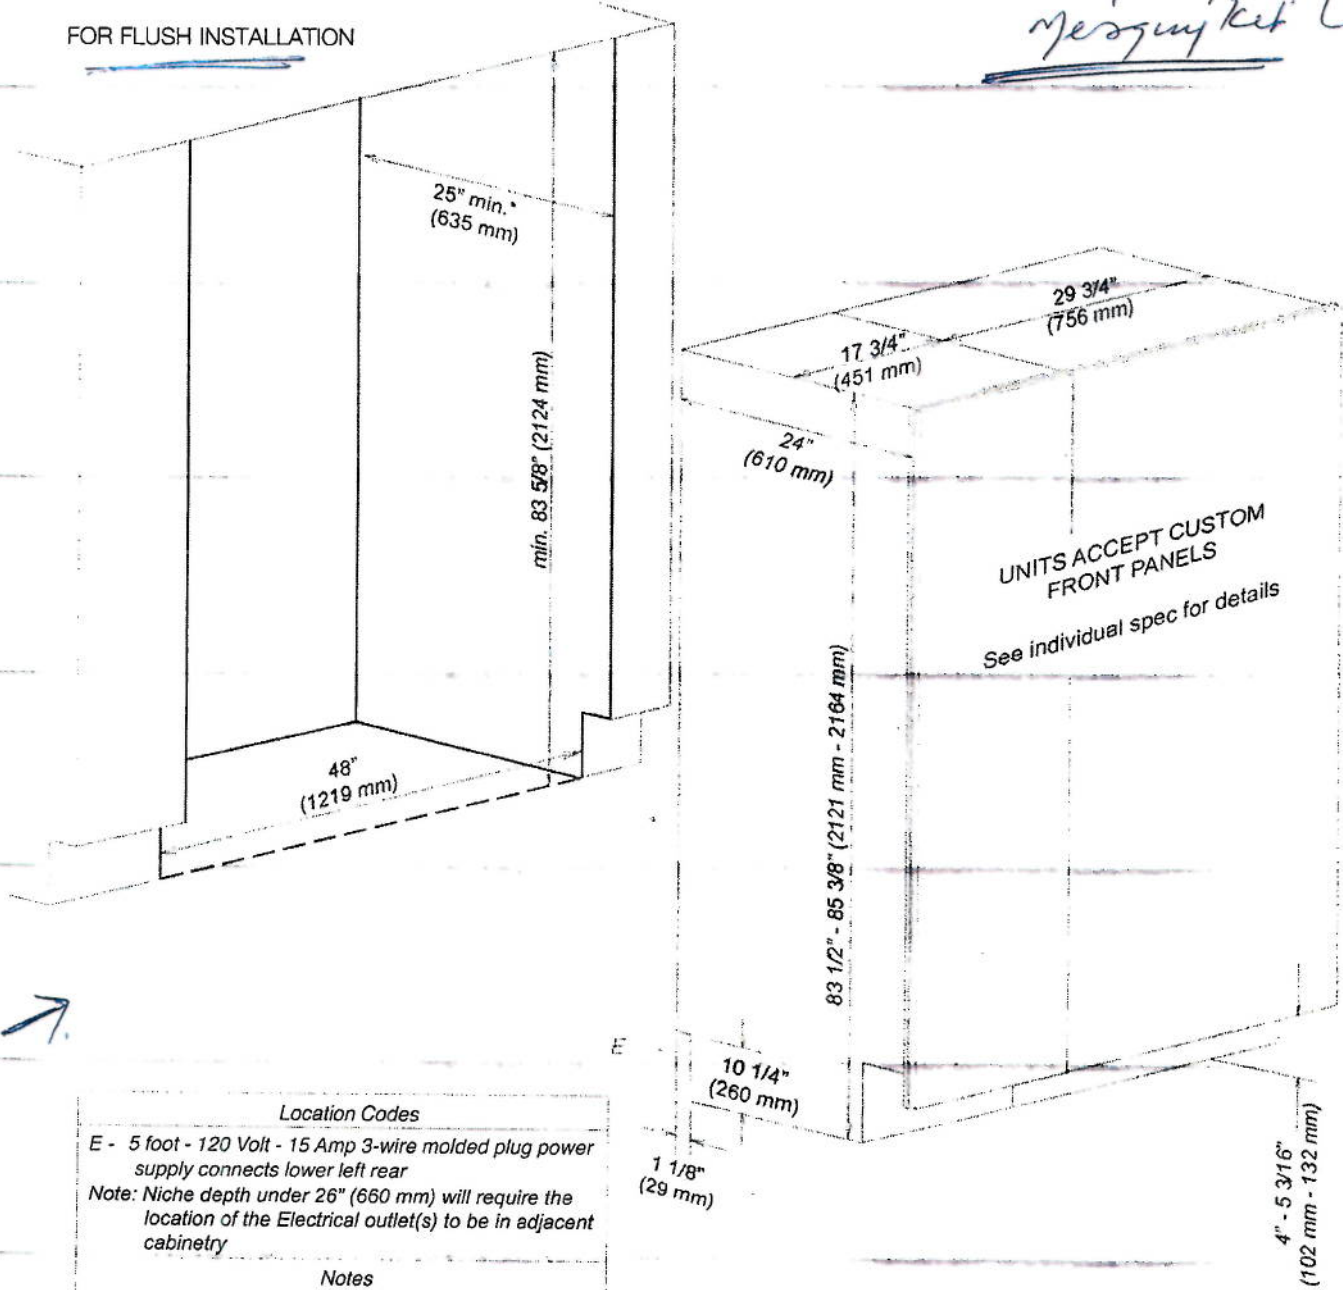 FOR FLUSH INSTALLATION
25" min.*
(635 mm)
min. 83 5/8" (2124 mm)
48"
(1219 mm)
29 3/4"
(756 mm)
17 3/4"
(451 mm)
24"
(610 mm)
UNITS ACCEPT CUSTOM
FRONT PANELS
See individual spec for details
83 1/2" - 85 3/8" (2121 mm - 2164 mm)
E
10 1/4"
(260 mm)
1 1/8"
(29 mm)
4" - 5 3/16"
(102 mm - 132 mm)
Location Codes
E - 5 foot - 120 Volt - 15 Amp 3-wire molded plug power
supply connects lower left rear
Note: Niche depth under 26" (660 mm) will require the
location of the Electrical outlet(s) to be in adjacent
cabinetry
Notes